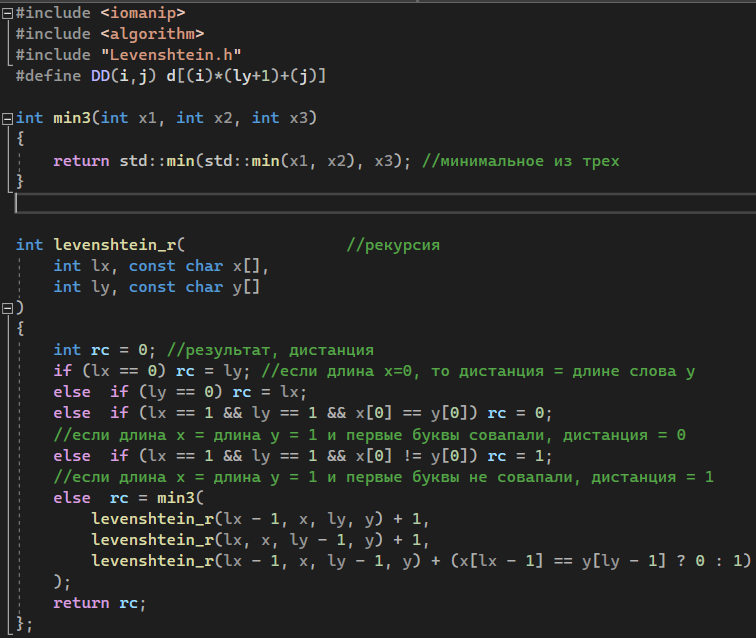 #include <iomanip>
#include <algorithm>
#include "Levenshtein.h"
#define DD(i,j) d[(i)*(ly+1)+(j)]

int min3(int x1, int x2, int x3)
{
    return std::min(std::min(x1, x2), x3); //минимальное из трех
}

int levenshtein_r(                 //рекурсия
    int lx, const char x[],
    int ly, const char y[]
)
{
    int rc = 0; //результат, дистанция
    if (lx == 0) rc = ly; //если длина x=0, то дистанция = длине слова y
    else  if (ly == 0) rc = lx;
    else  if (lx == 1 && ly == 1 && x[0] == y[0]) rc = 0;
    //если длина x = длина y = 1 и первые буквы совапали, дистанция = 0
    else  if (lx == 1 && ly == 1 && x[0] != y[0]) rc = 1;
    //если длина x = длина y = 1 и первые буквы не совапали, дистанция = 1
    else  rc = min3(
        levenshtein_r(lx - 1, x, ly, y) + 1,
        levenshtein_r(lx, x, ly - 1, y) + 1,
        levenshtein_r(lx - 1, x, ly - 1, y) + (x[lx - 1] == y[ly - 1] ? 0 : 1)
    );
    return rc;
};